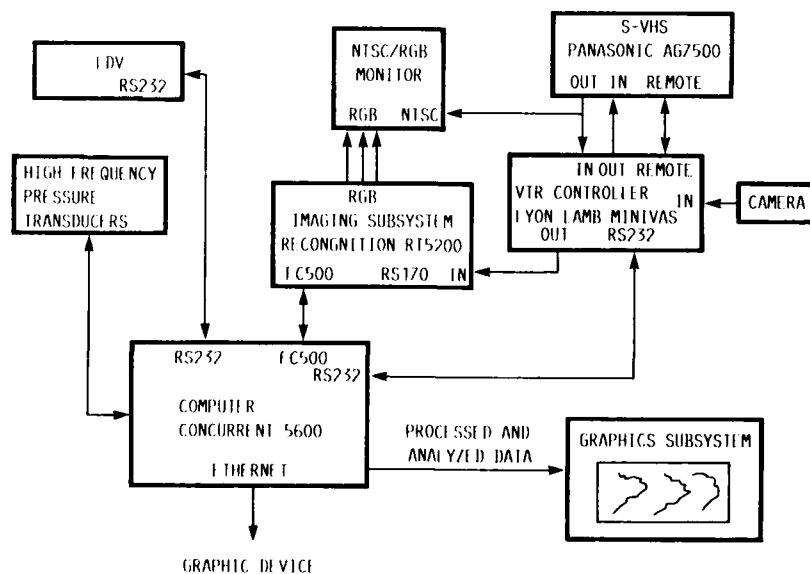 LDV
RS232
NTSC/RGB
MONITOR
RGB NTSC
S-VHS
PANASONIC AG7500
OUT IN REMOTE
HIGH FREQUENCY
PRESSURE
TRANSDUCERS
RGB
IMAGING SUBSYSTEM
RECONGNITION RT5200
FC500 RS170 IN
IN OUT REMOTE
VTR CONTROLLER
IN
LYON LAMB MINIVAS
OUT RS232
CAMERA
RS232 FC500
RS232
COMPUTER
CONCURRENT 5600
ETHERNET
PROCESSED AND
ANALYZED DATA
GRAPHICS SUBSYSTEM
GRAPHIC DEVICE